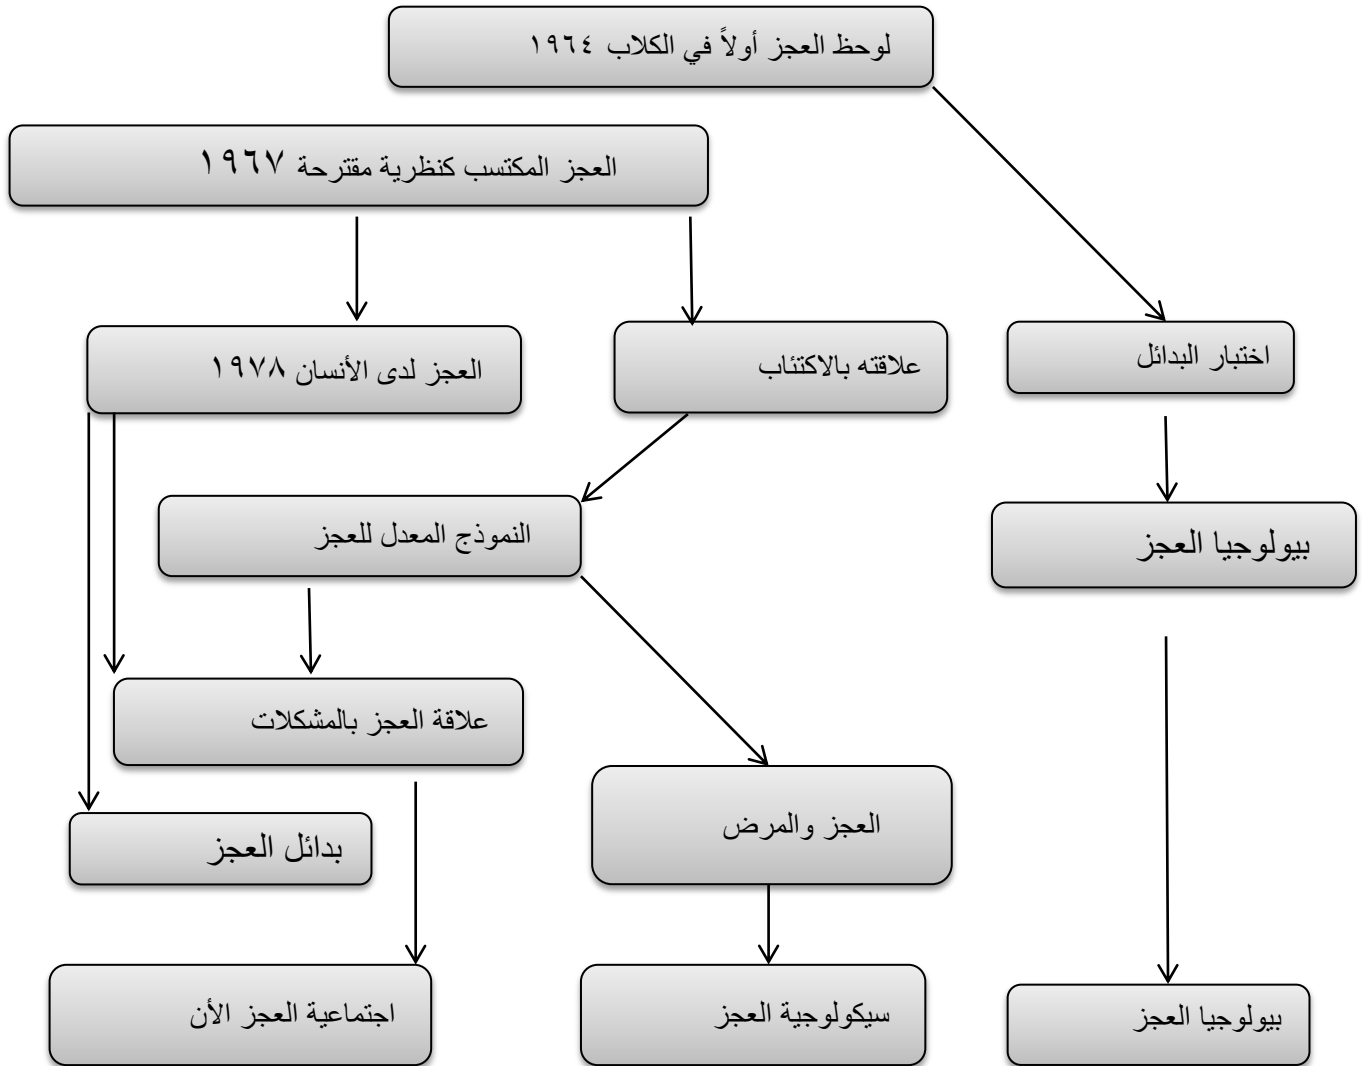 لوحظ العجز أولاً في الكلاب ١٩٦٤
العجز المكتسب كنظرية مقترحة ١٩٦٧
اختبار البدائل
علاقته بالاكتئاب
العجز لدى الأنسان ١٩٧٨
بيولوجيا العجز
النموذج المعدل للعجز
علاقة العجز بالمشكلات
العجز والمرض
بدائل العجز
بيولوجيا العجز
سيكولوجية العجز
اجتماعية العجز الأن